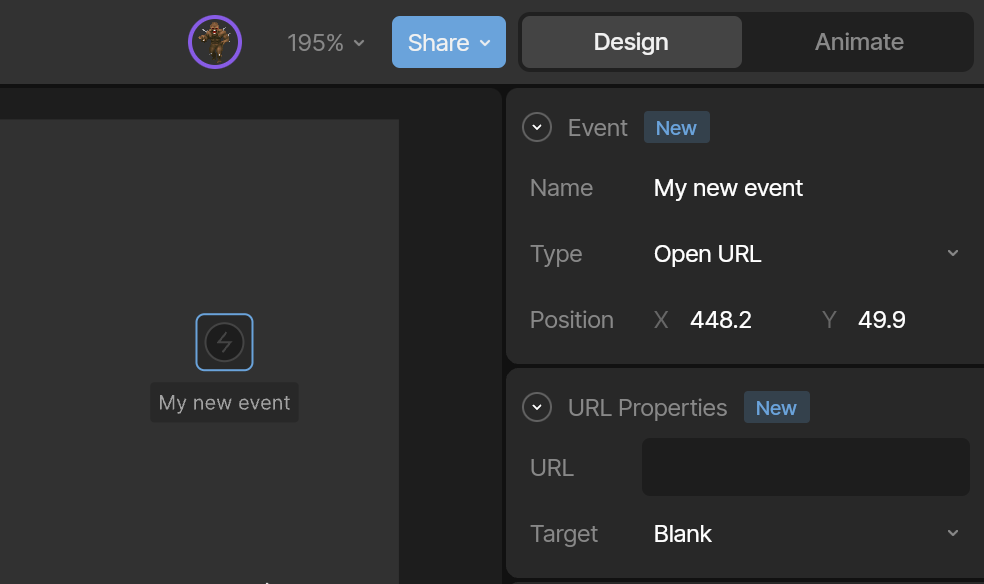 195% Share Design Animate
Event New
Name My new event
Type Open URL
Position X 448.2 Y 49.9
My new event
URL Properties New
URL
Target Blank